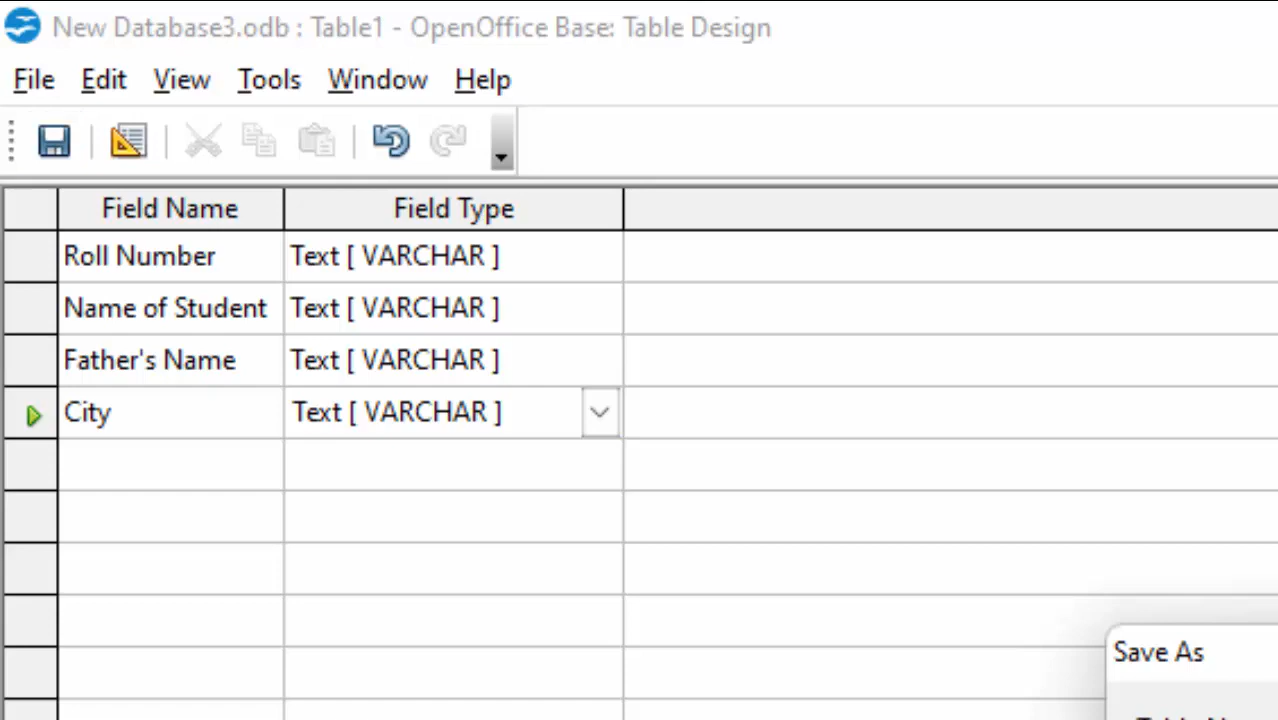 New Database3.odb : Table1 - OpenOffice Base: Table Design
File Edit View Tools Window Help
Field Name Field Type
Roll Number Text [ VARCHAR ]
Name of Student Text [ VARCHAR ]
Father's Name Text [ VARCHAR ]
City Text [ VARCHAR ]
Save As